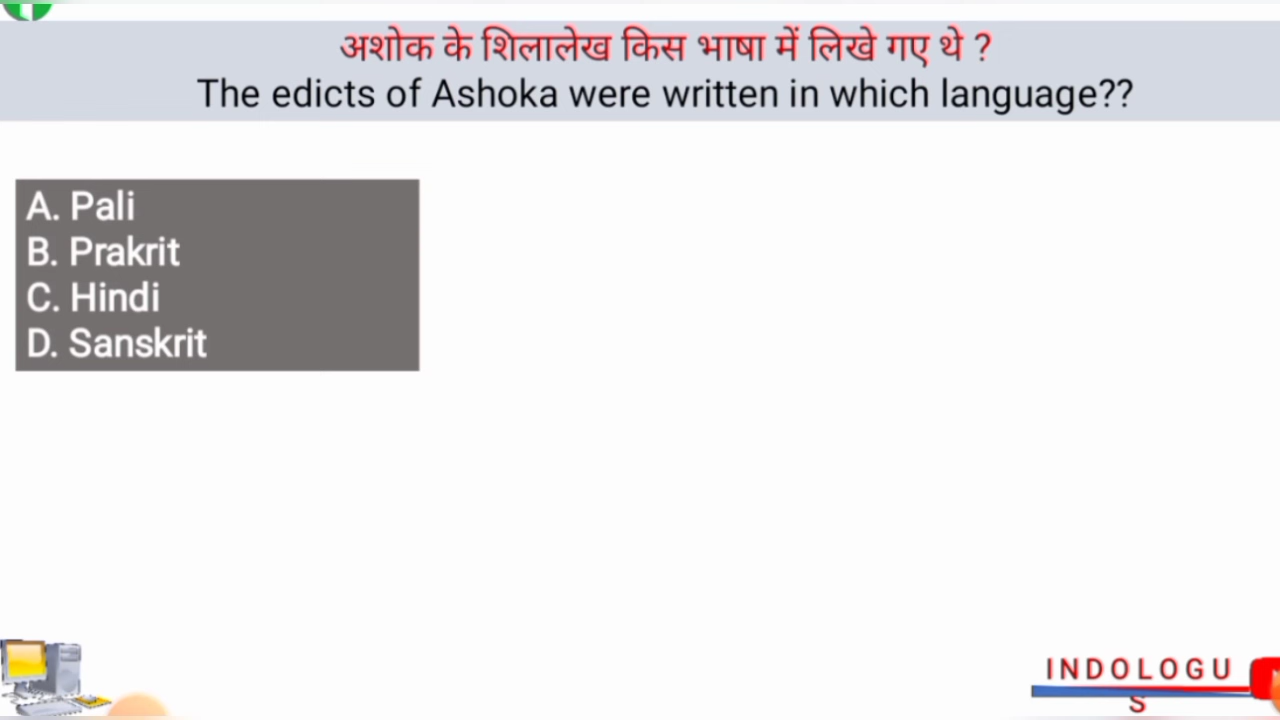 अशोक के शिलालेख किस भाषा में लिखे गए थे ?
The edicts of Ashoka were written in which language??
A. Pali
B. Prakrit
C. Hindi
D. Sanskrit
INDOLOGU
S